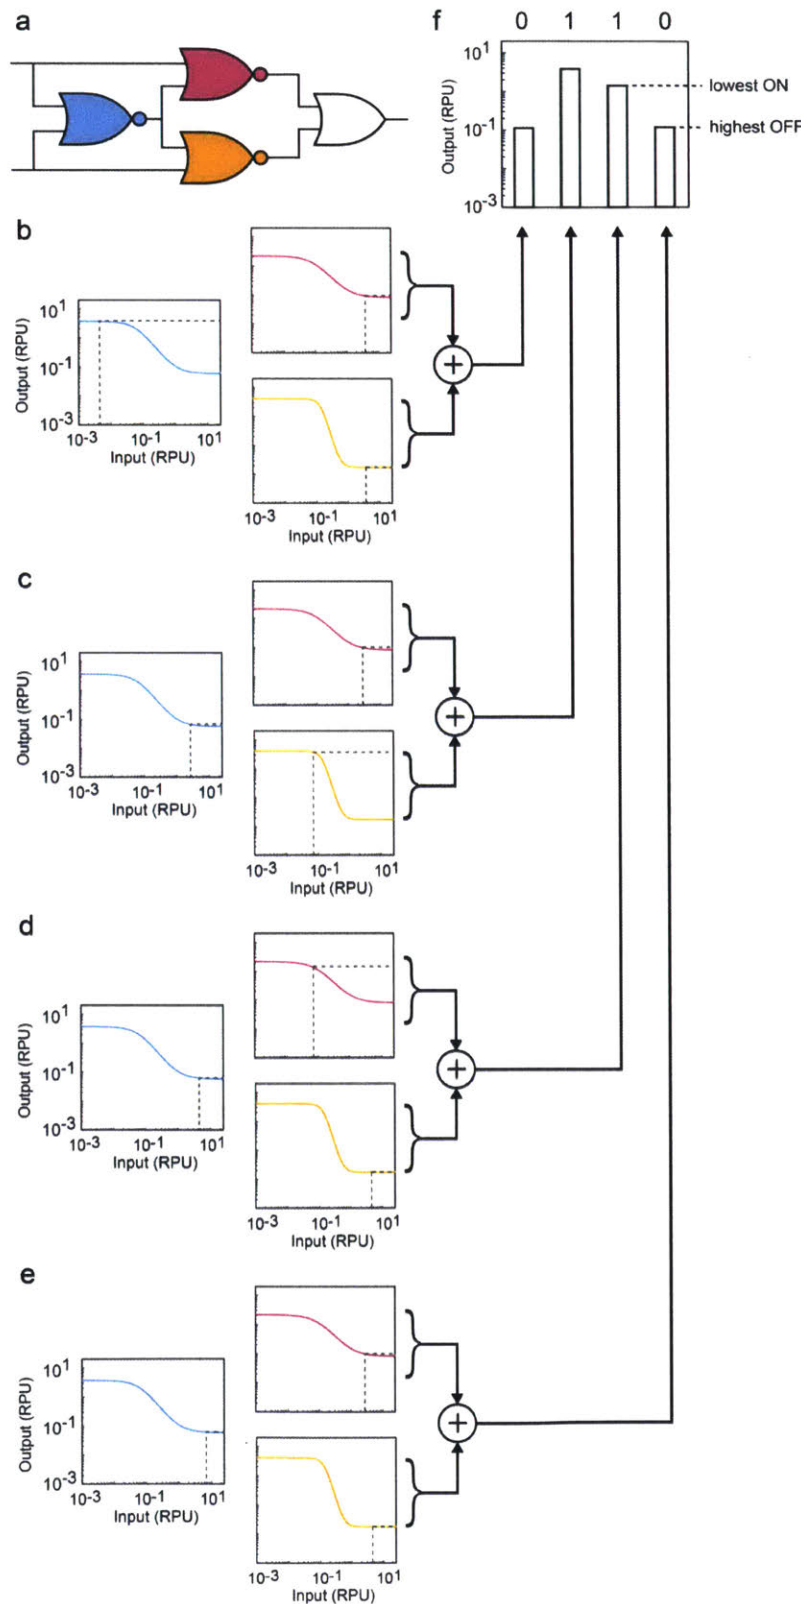 a
f
0 1 1 0
10^1
10^-1
10^-3
Output (RPU)
lowest ON
highest OFF
b
10^1
10^-1
10^-3
Output (RPU)
10^-3 10^-1 10^1
Input (RPU)
10^-3 10^-1 10^1
Input (RPU)
+
c
10^1
10^-1
10^-3
Output (RPU)
10^-3 10^-1 10^1
Input (RPU)
10^-3 10^-1 10^1
Input (RPU)
+
d
10^1
10^-1
10^-3
Output (RPU)
10^-3 10^-1 10^1
Input (RPU)
10^-3 10^-1 10^1
Input (RPU)
+
e
10^1
10^-1
10^-3
Output (RPU)
10^-3 10^-1 10^1
Input (RPU)
10^-3 10^-1 10^1
Input (RPU)
+